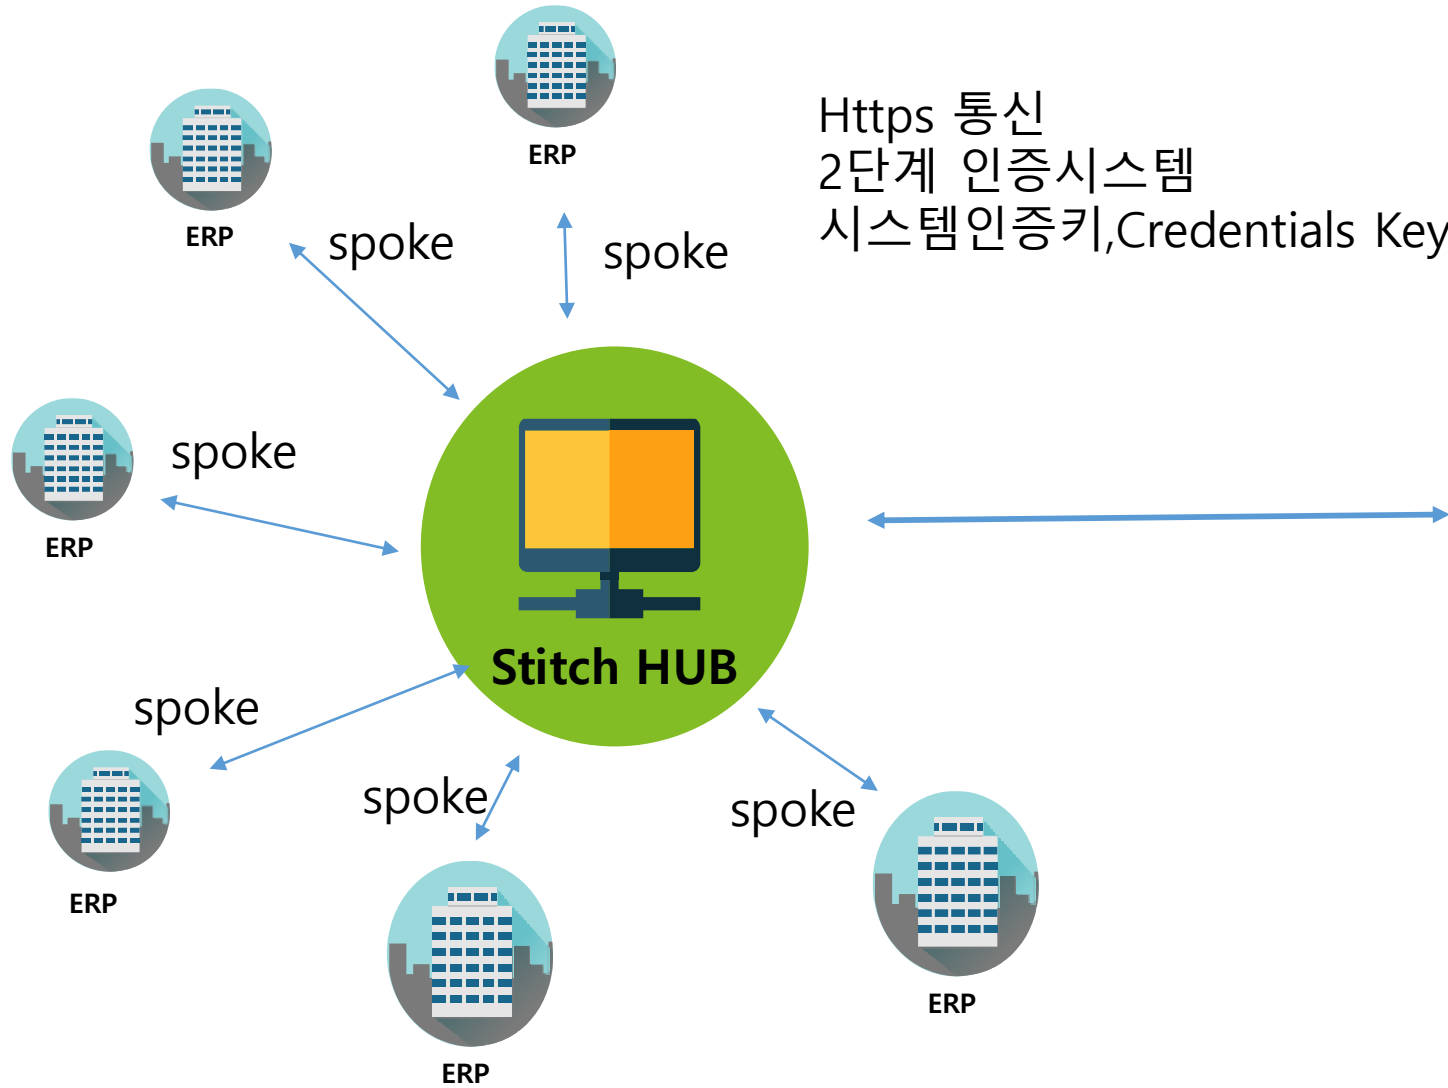 ERP
ERP
Https 통신
2단계 인증시스템
시스템인증키,Credentials Key
spoke
spoke
spoke
ERP
Stitch HUB
spoke
spoke
spoke
ERP
ERP
ERP